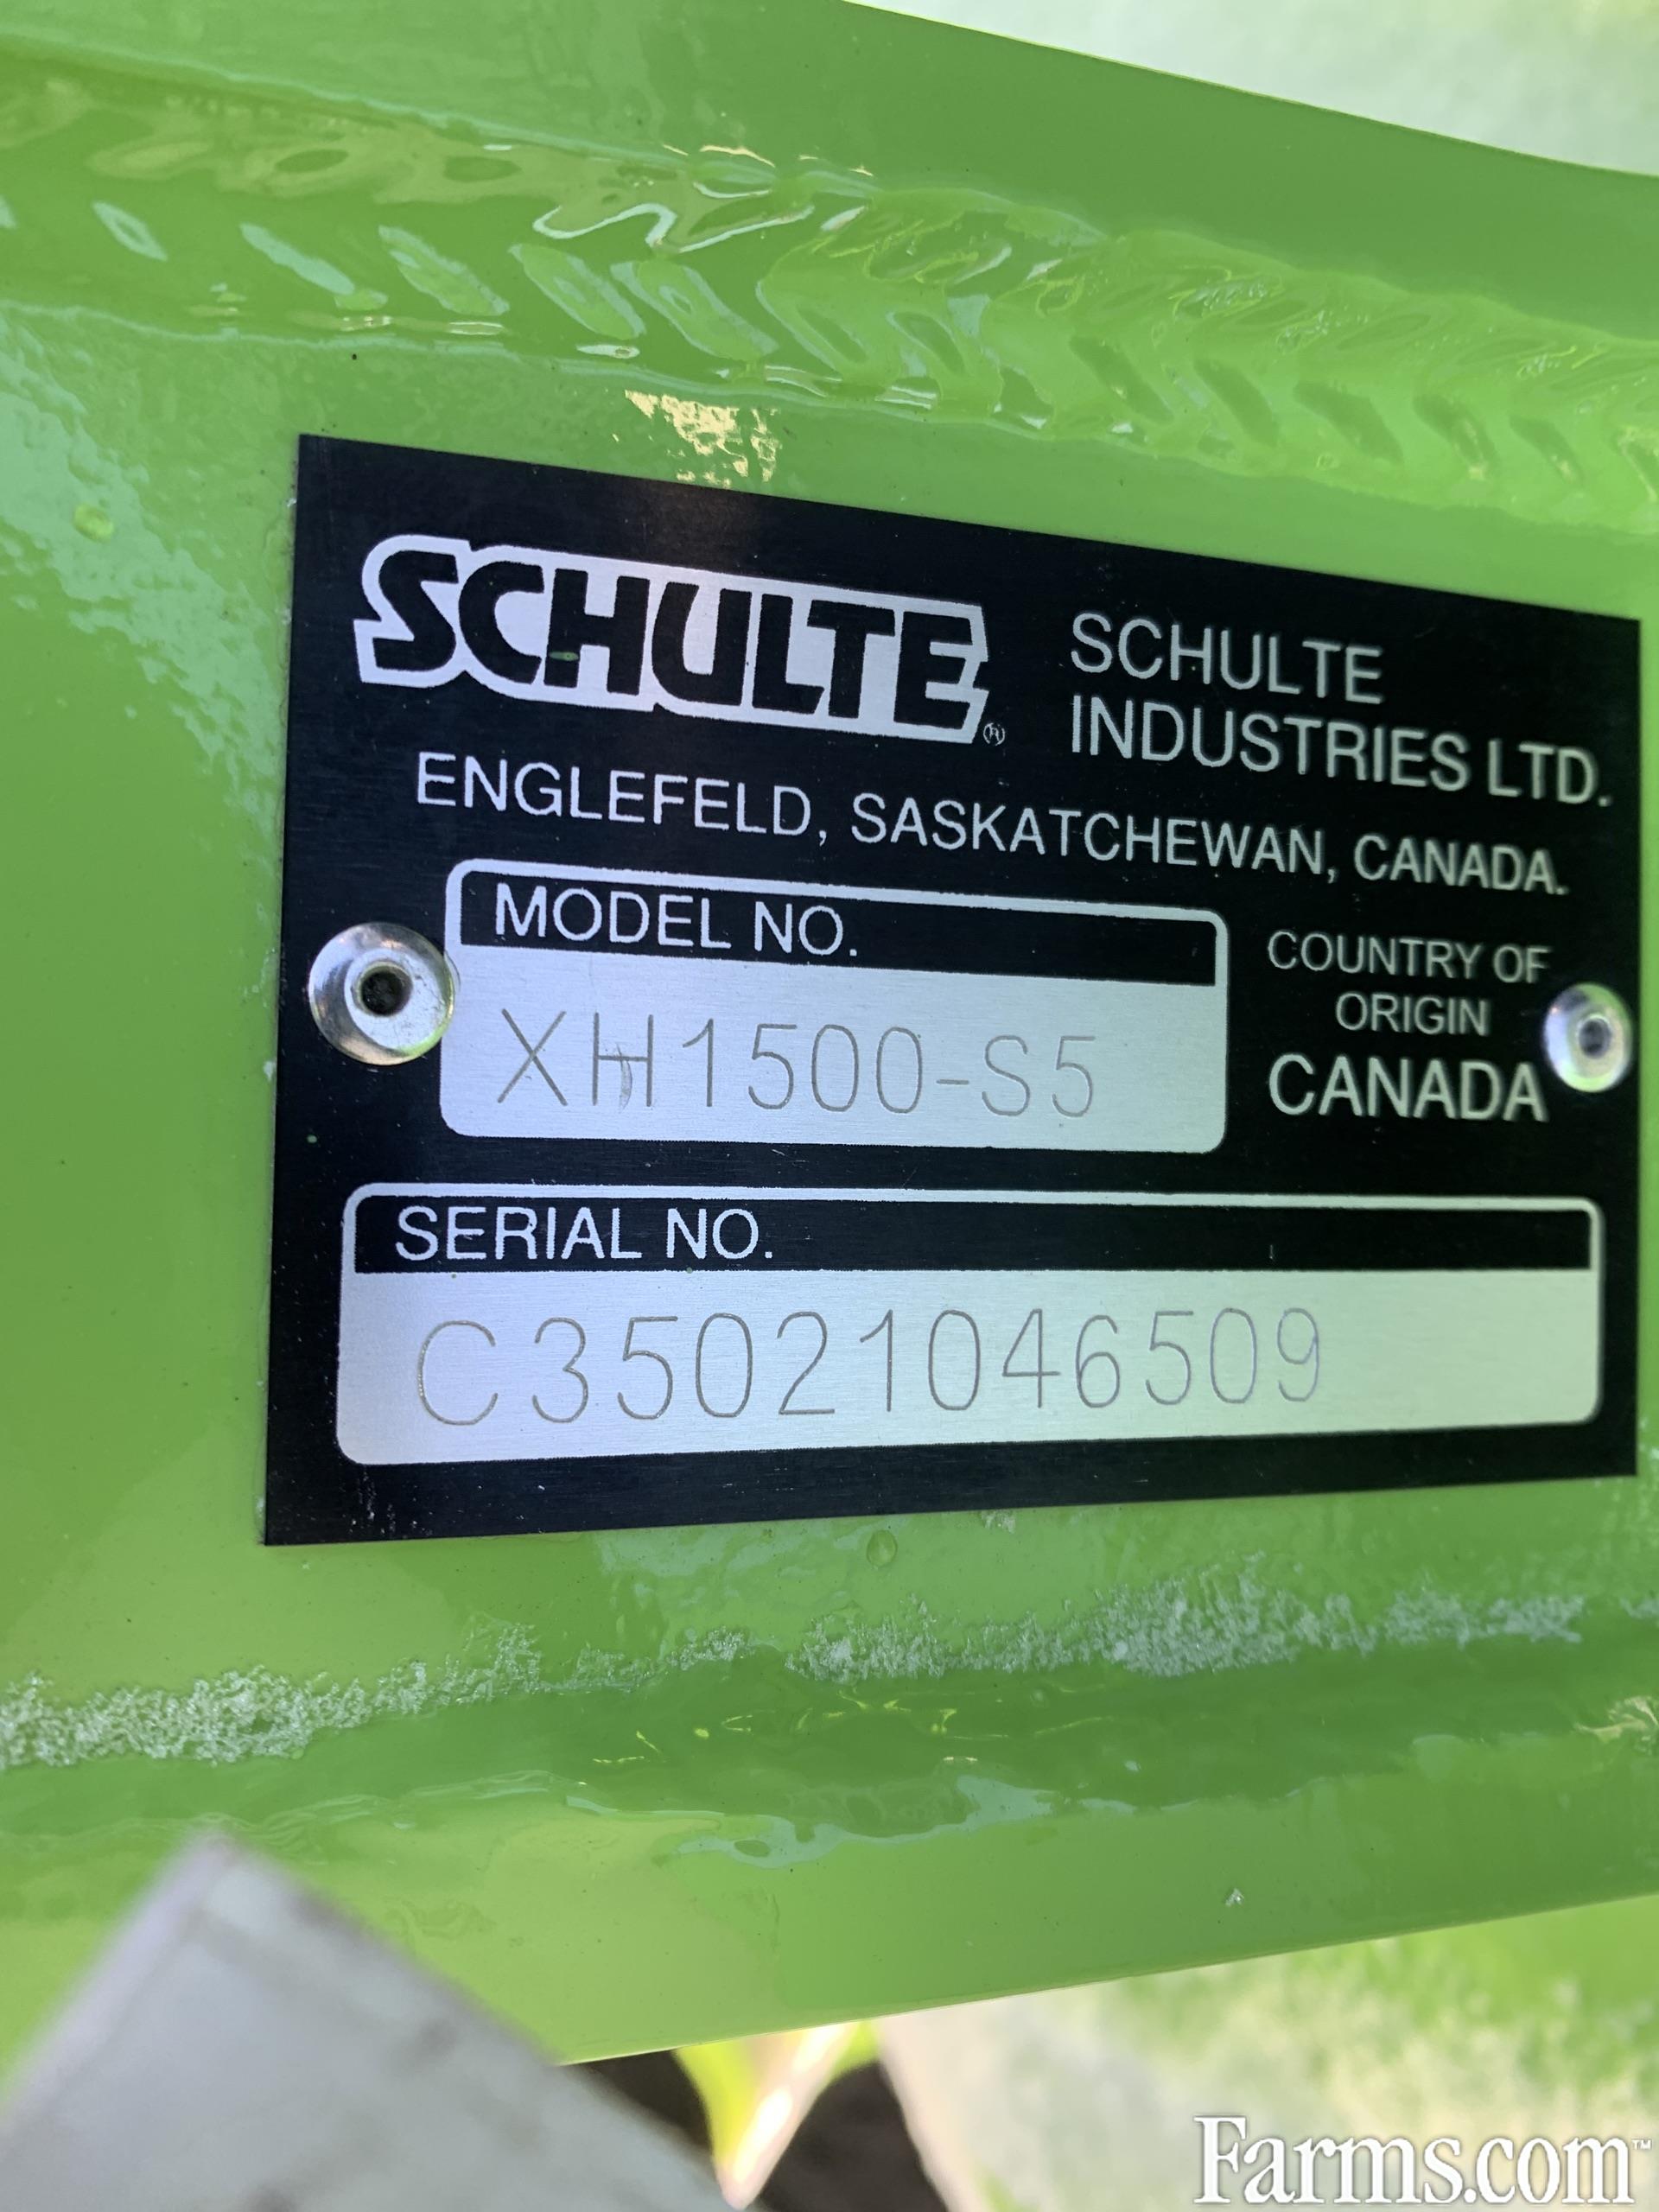 SCHULTE®
SCHULTE
INDUSTRIES LTD.
ENGLEFELD, SASKATCHEWAN, CANADA.
MODEL NO.
XH1500-S5
COUNTRY OF
ORIGIN
CANADA
SERIAL NO.
C35021046509
Farms.com™